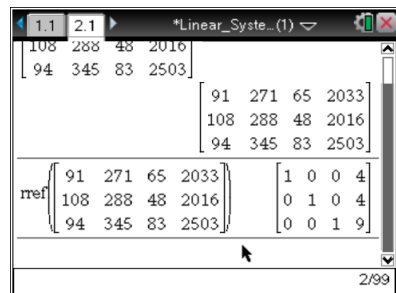 1.1 2.1 *Linear_Syste…(1)
108 288 48 2016
94 345 83 2503
91 271 65 2033
108 288 48 2016
94 345 83 2503
rref 91 271 65 2033 1 0 0 4
108 288 48 2016 0 1 0 4
94 345 83 2503 0 0 1 9
2/99